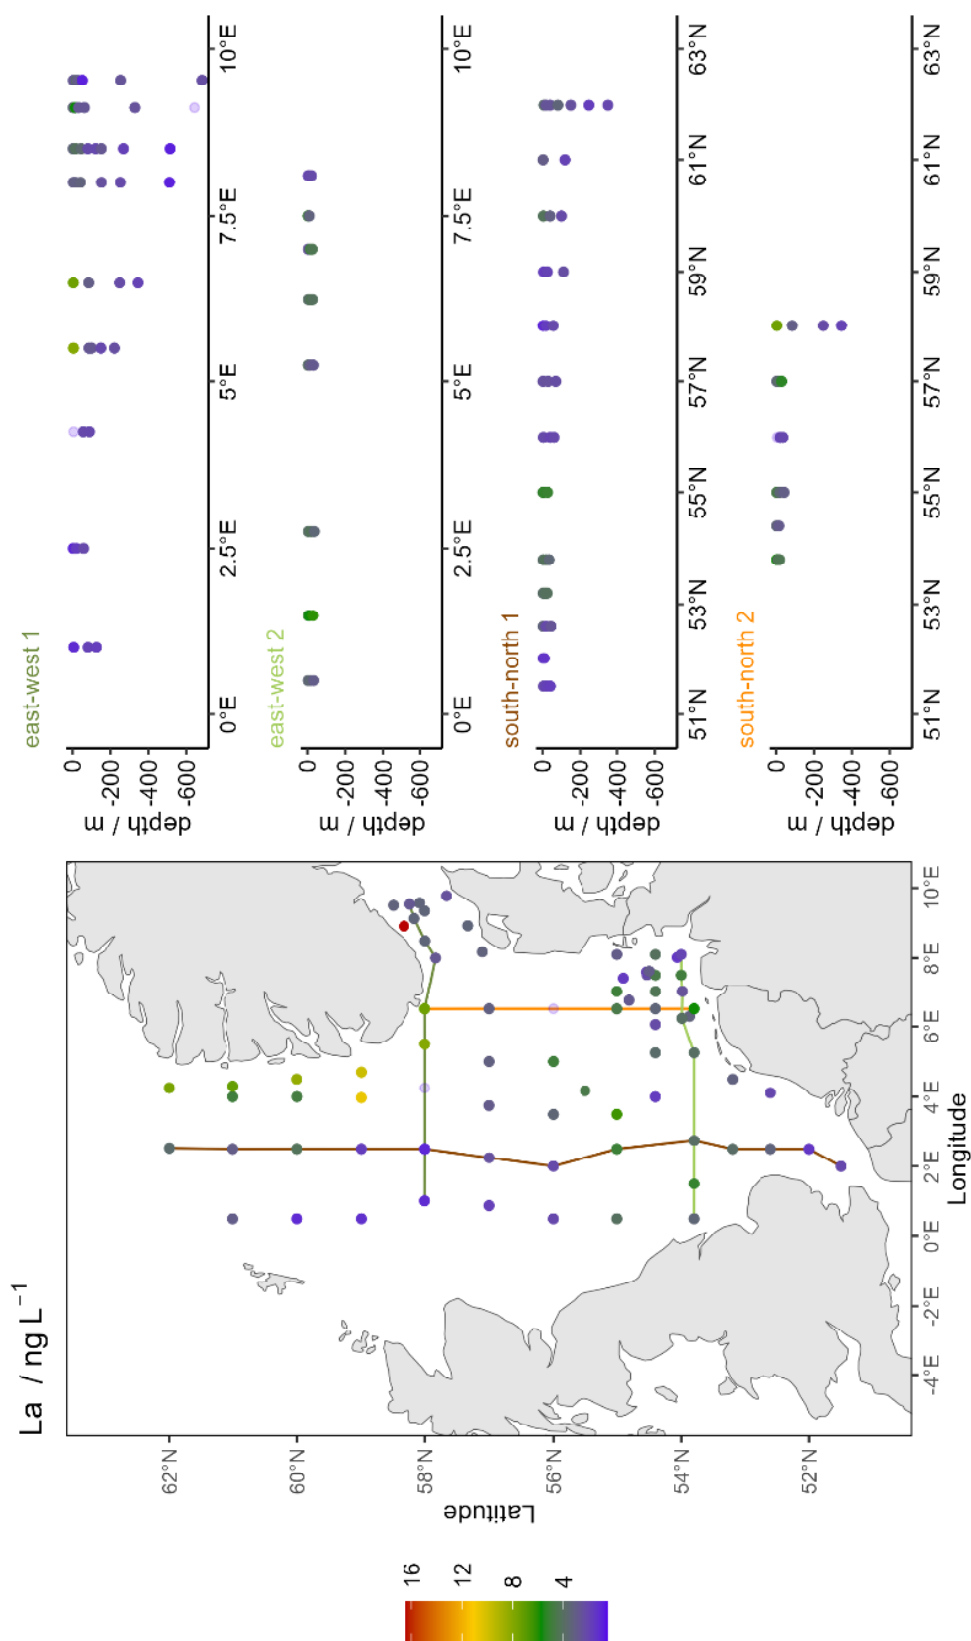 La / ng L⁻¹
16
12
8
4
Latitude
62°N
60°N
58°N
56°N
54°N
52°N
-4°E
-2°E
0°E
2°E
4°E
6°E
8°E
10°E
Longitude
east-west 1
depth / m
0
-200
-400
-600
0°E
2.5°E
5°E
7.5°E
10°E
east-west 2
depth / m
0
-200
-400
-600
0°E
2.5°E
5°E
7.5°E
10°E
south-north 1
depth / m
0
-200
-400
-600
51°N
53°N
55°N
57°N
59°N
61°N
63°N
south-north 2
depth / m
0
-200
-400
-600
51°N
53°N
55°N
57°N
59°N
61°N
63°N